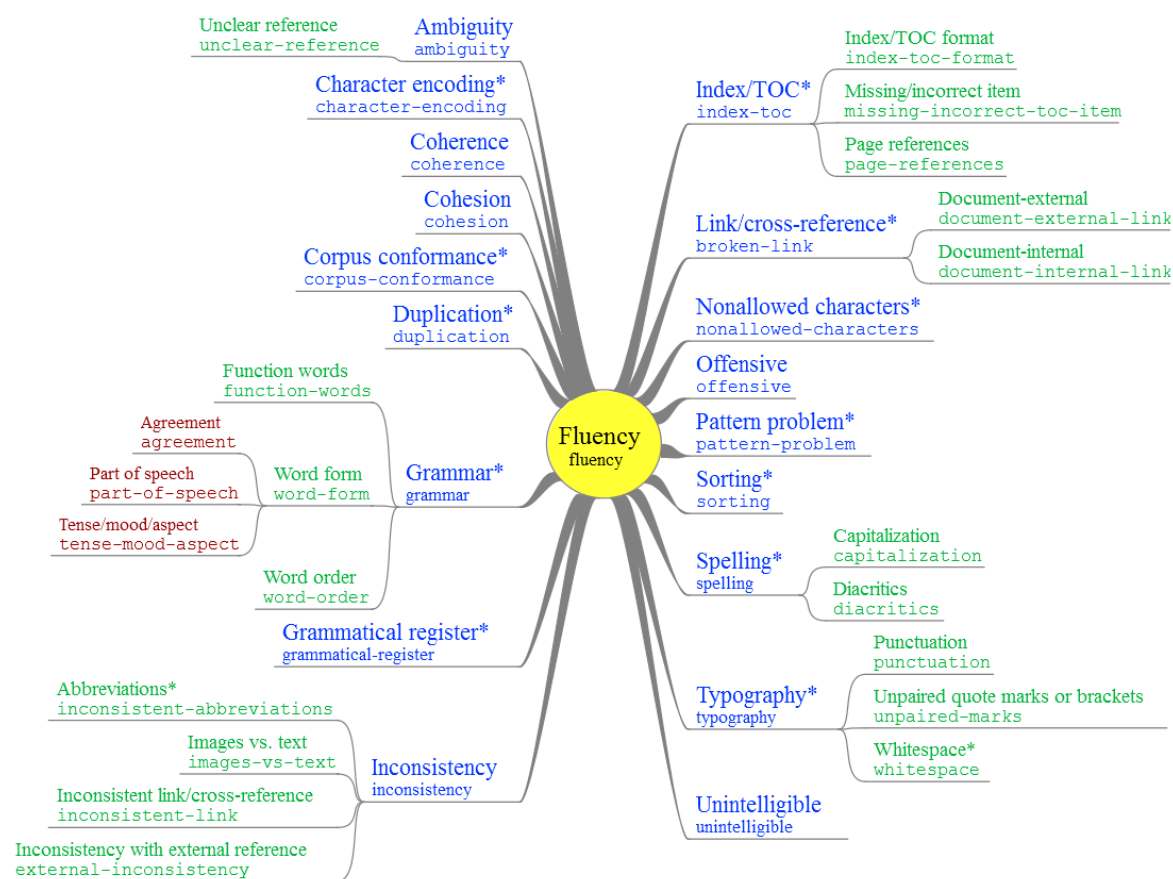 Fluency
fluency
Ambiguity
ambiguity
Unclear reference
unclear-reference
Character encoding*
character-encoding
Coherence
coherence
Cohesion
cohesion
Corpus conformance*
corpus-conformance
Duplication*
duplication
Grammar*
grammar
Function words
function-words
Word form
word-form
Agreement
agreement
Part of speech
part-of-speech
Tense/mood/aspect
tense-mood-aspect
Word order
word-order
Grammatical register*
grammatical-register
Inconsistency
inconsistency
Abbreviations*
inconsistent-abbreviations
Images vs. text
images-vs-text
Inconsistent link/cross-reference
inconsistent-link
Inconsistency with external reference
external-inconsistency
Index/TOC*
index-toc
Index/TOC format
index-toc-format
Missing/incorrect item
missing-incorrect-toc-item
Page references
page-references
Link/cross-reference*
broken-link
Document-external
document-external-link
Document-internal
document-internal-link
Nonallowed characters*
nonallowed-characters
Offensive
offensive
Pattern problem*
pattern-problem
Sorting*
sorting
Spelling*
spelling
Capitalization
capitalization
Diacritics
diacritics
Typography*
typography
Punctuation
punctuation
Unpaired quote marks or brackets
unpaired-marks
Whitespace*
whitespace
Unintelligible
unintelligible